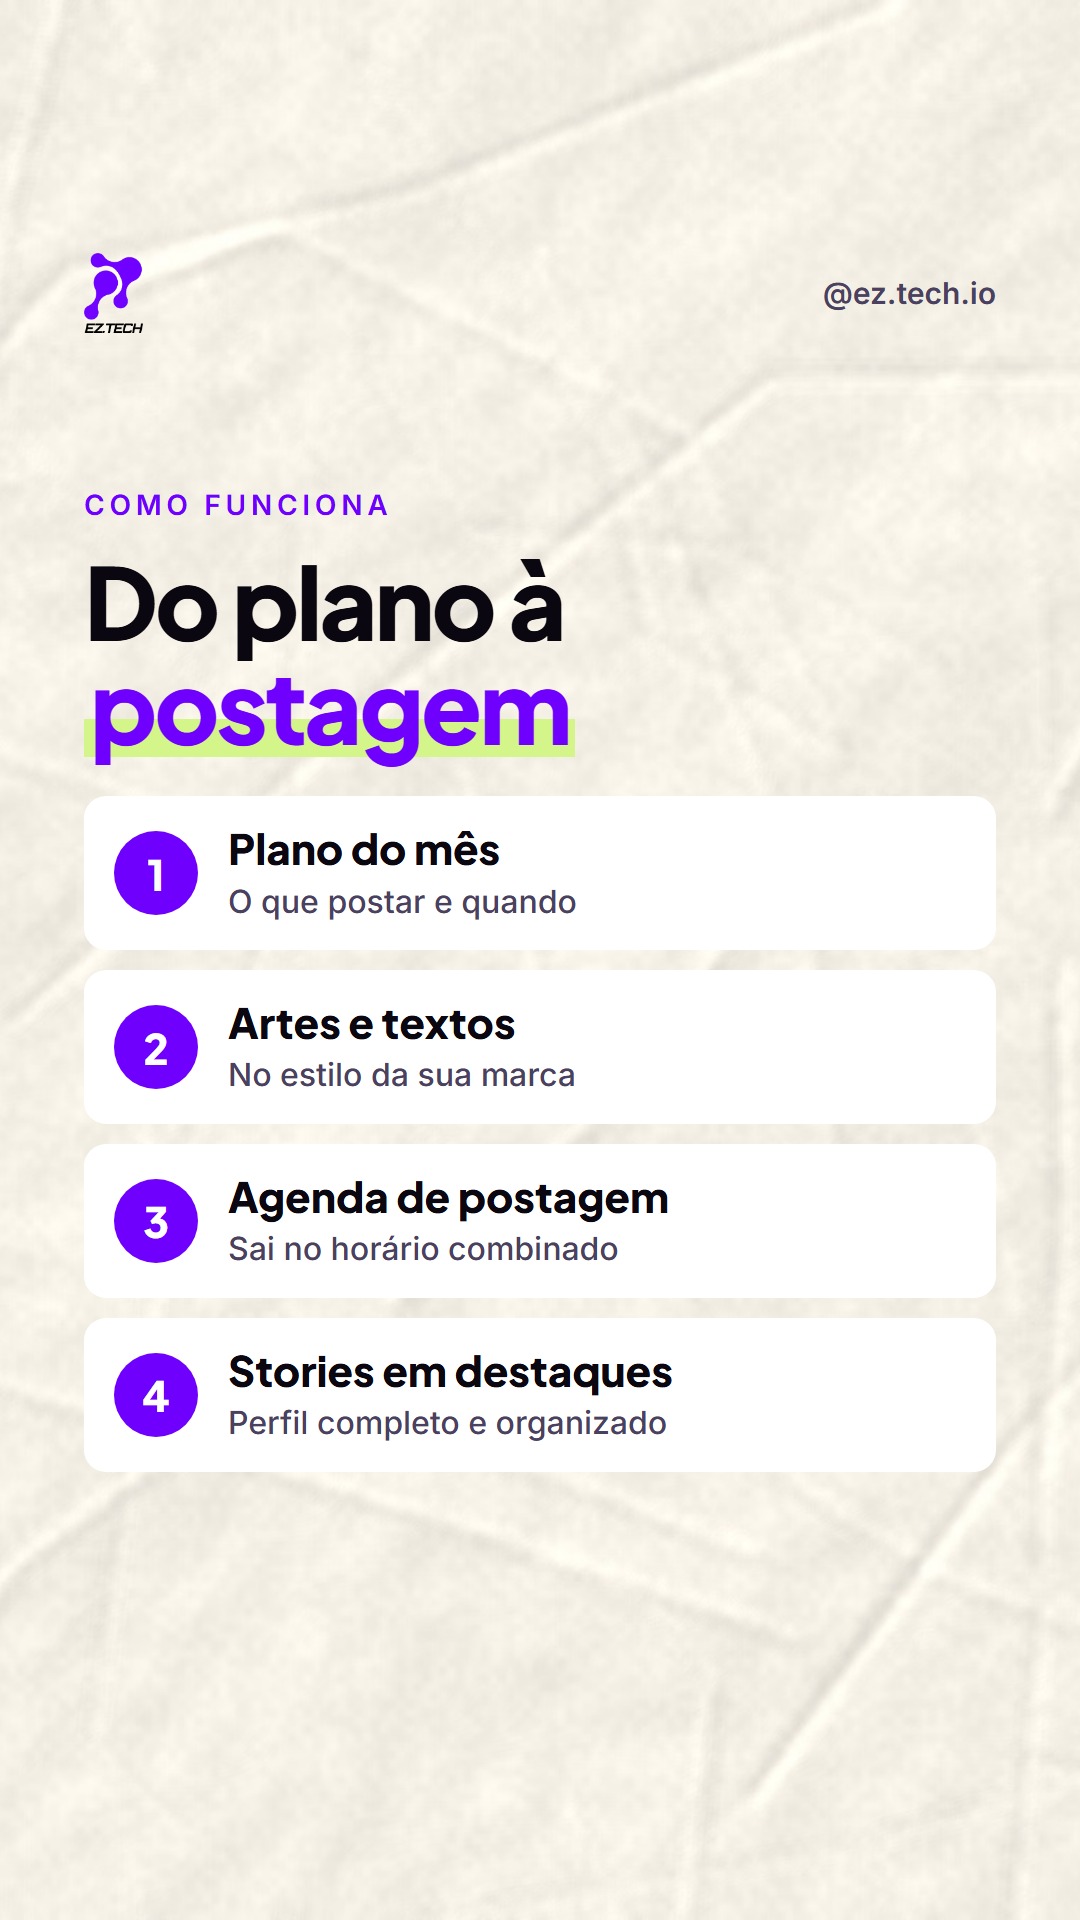 EZ.TECH
@ez.tech.io
COMO FUNCIONA
Do plano à
postagem
1
Plano do mês
O que postar e quando
2
Artes e textos
No estilo da sua marca
3
Agenda de postagem
Sai no horário combinado
4
Stories em destaques
Perfil completo e organizado